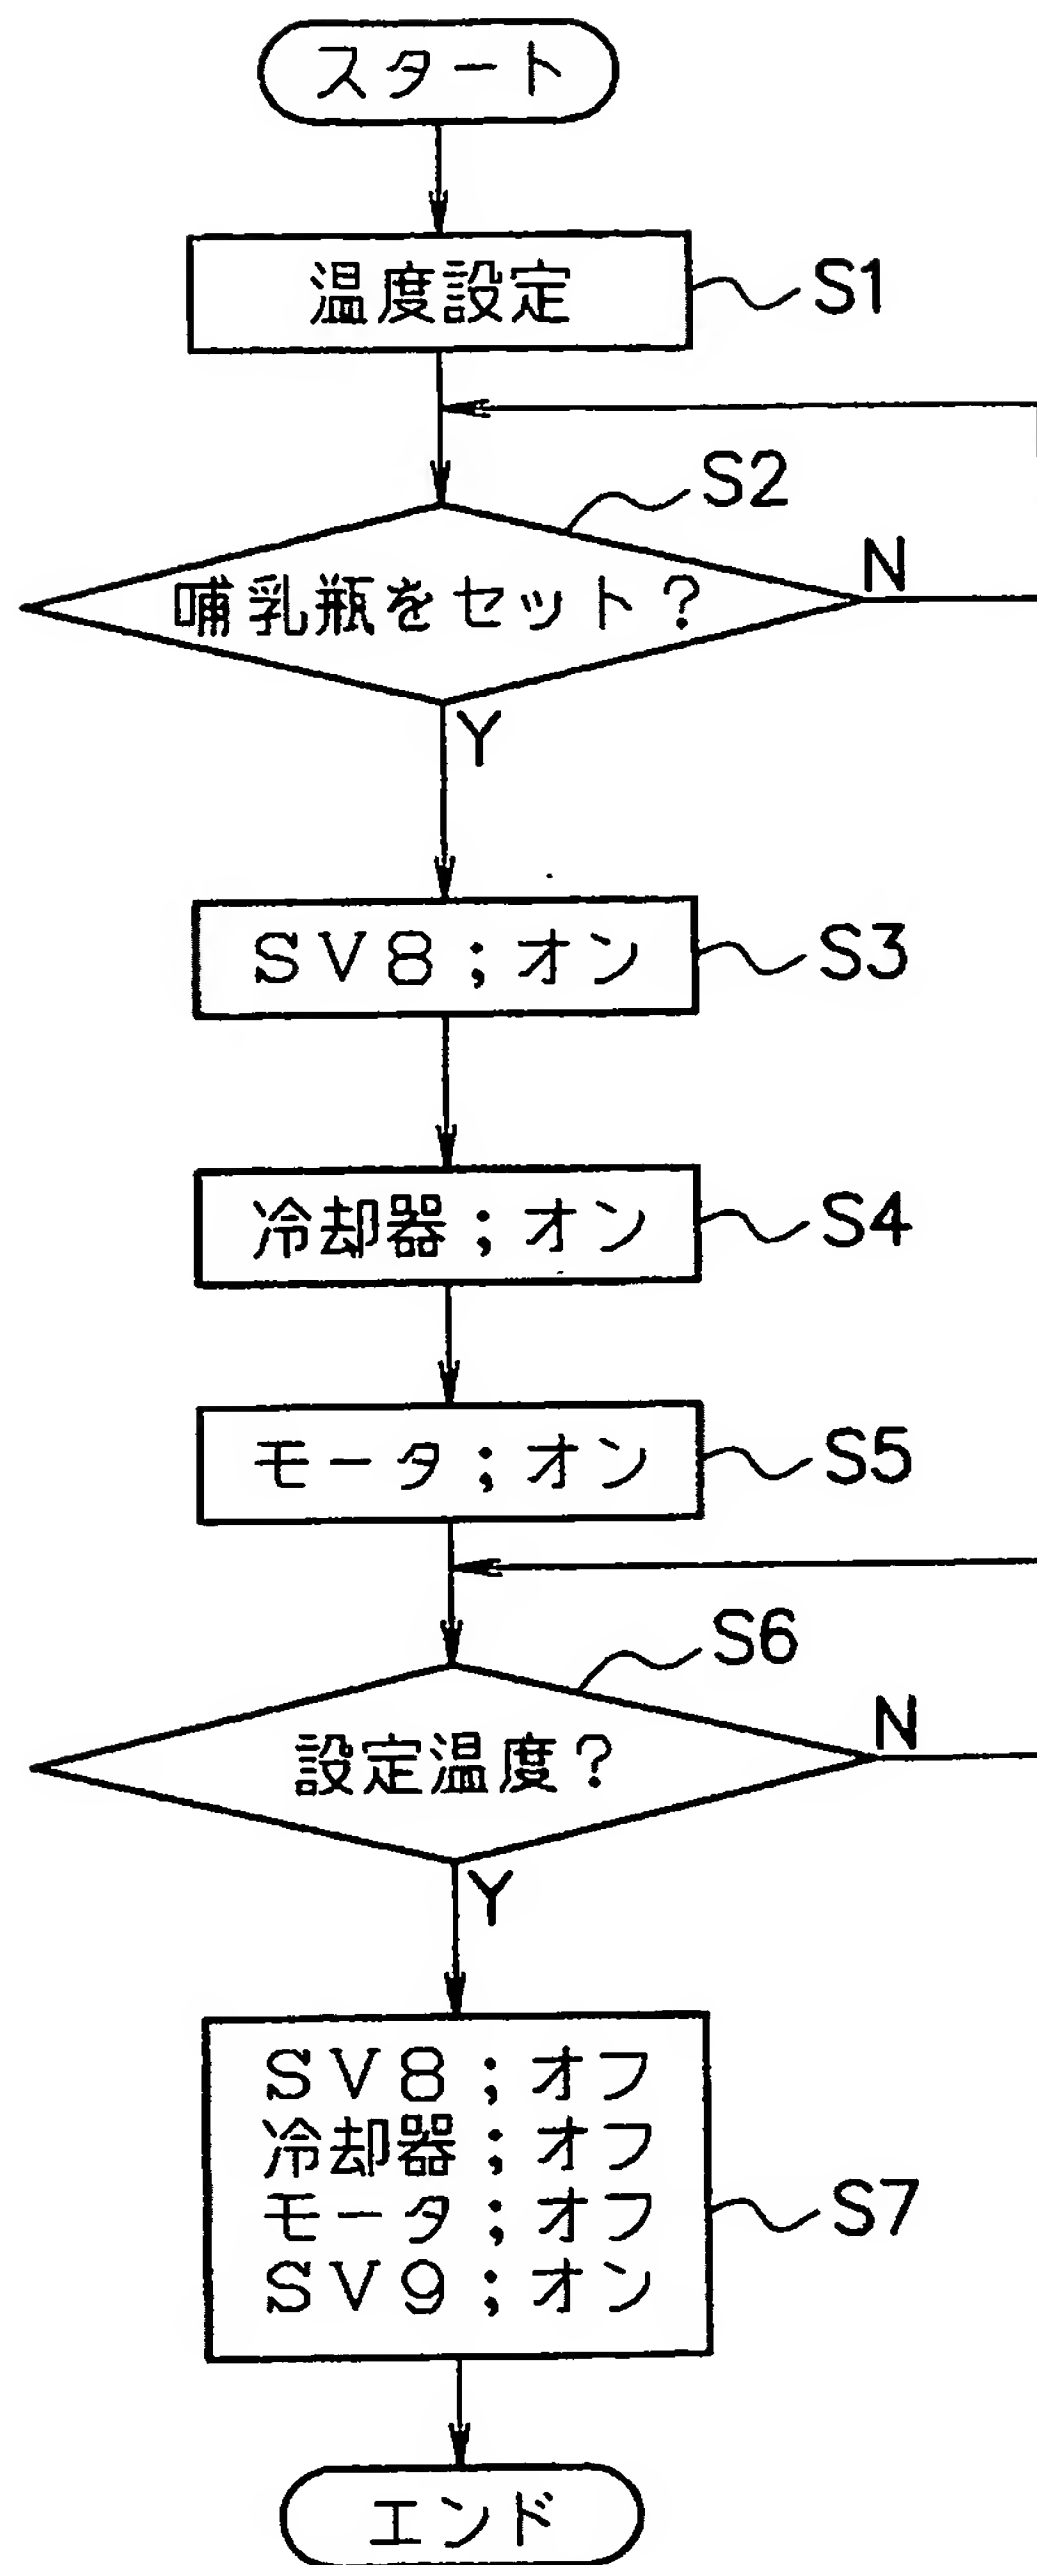 スタート
温度設定
S1
S2
哺乳瓶をセット？
N
Y
SV8；オン
S3
冷却器；オン
S4
モータ；オン
S5
S6
設定温度？
N
Y
SV8；オフ
冷却器；オフ
モータ；オフ
SV9；オン
S7
エンド